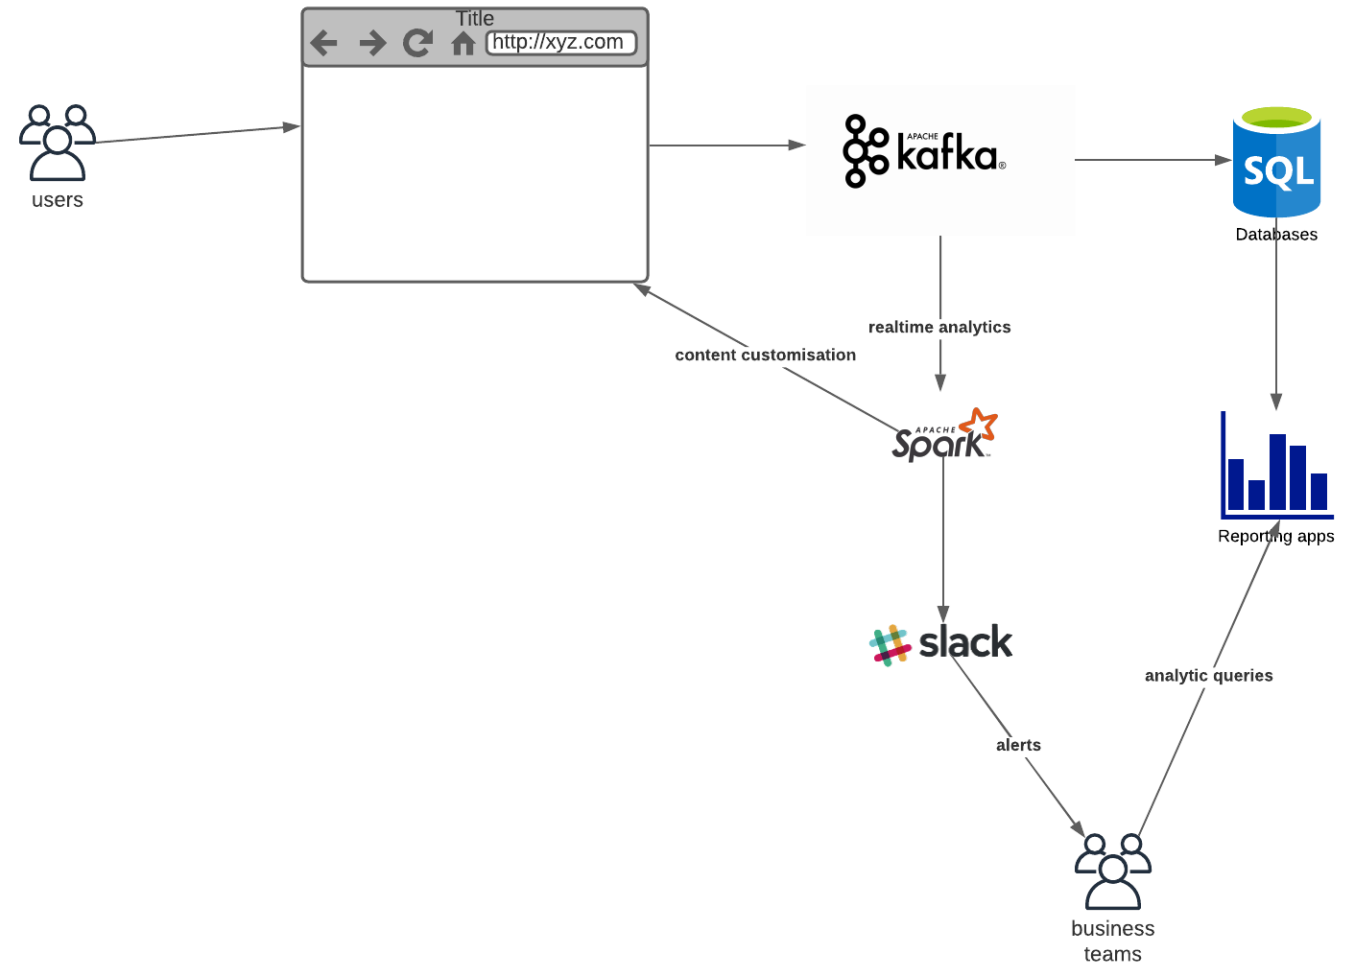 Title
http://xyz.com
users
APACHE
kafka®
SQL
Databases
realtime analytics
content customisation
APACHE
Spark™
Reporting apps
slack
analytic queries
alerts
business
teams